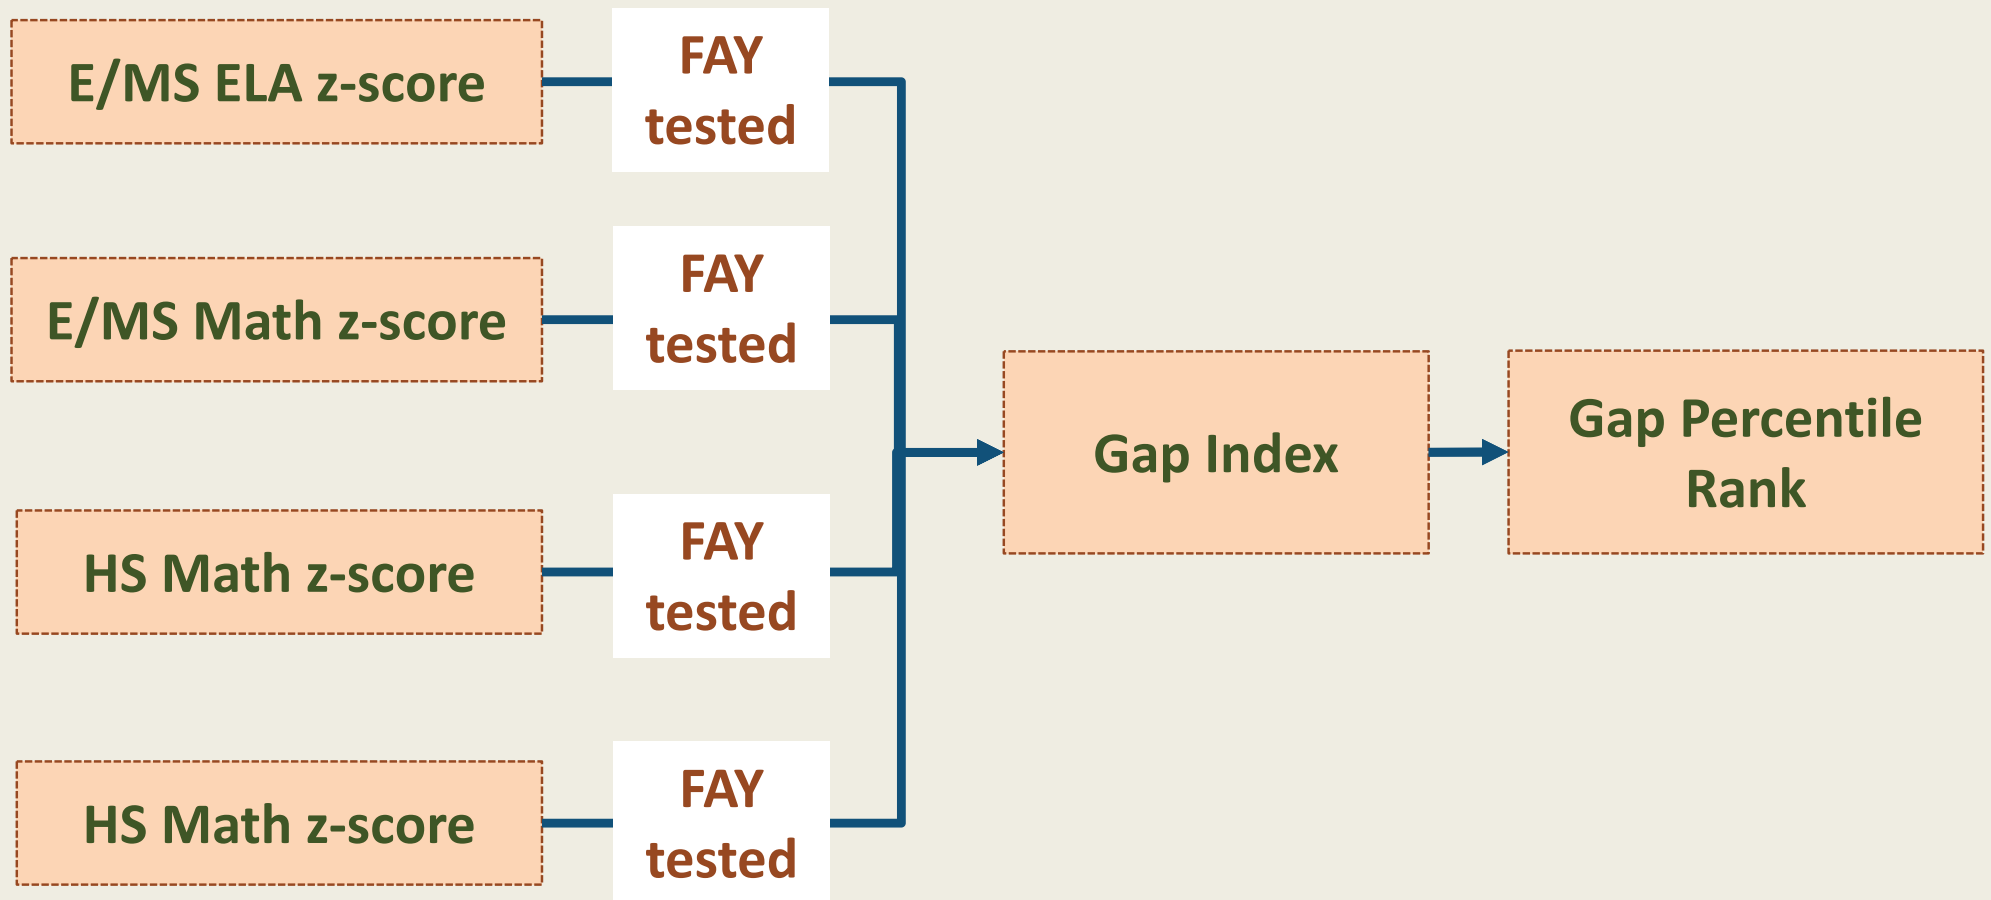 E/MS ELA z-score
FAY
tested
E/MS Math z-score
FAY
tested
HS Math z-score
FAY
tested
HS Math z-score
FAY
tested
Gap Index
Gap Percentile
Rank